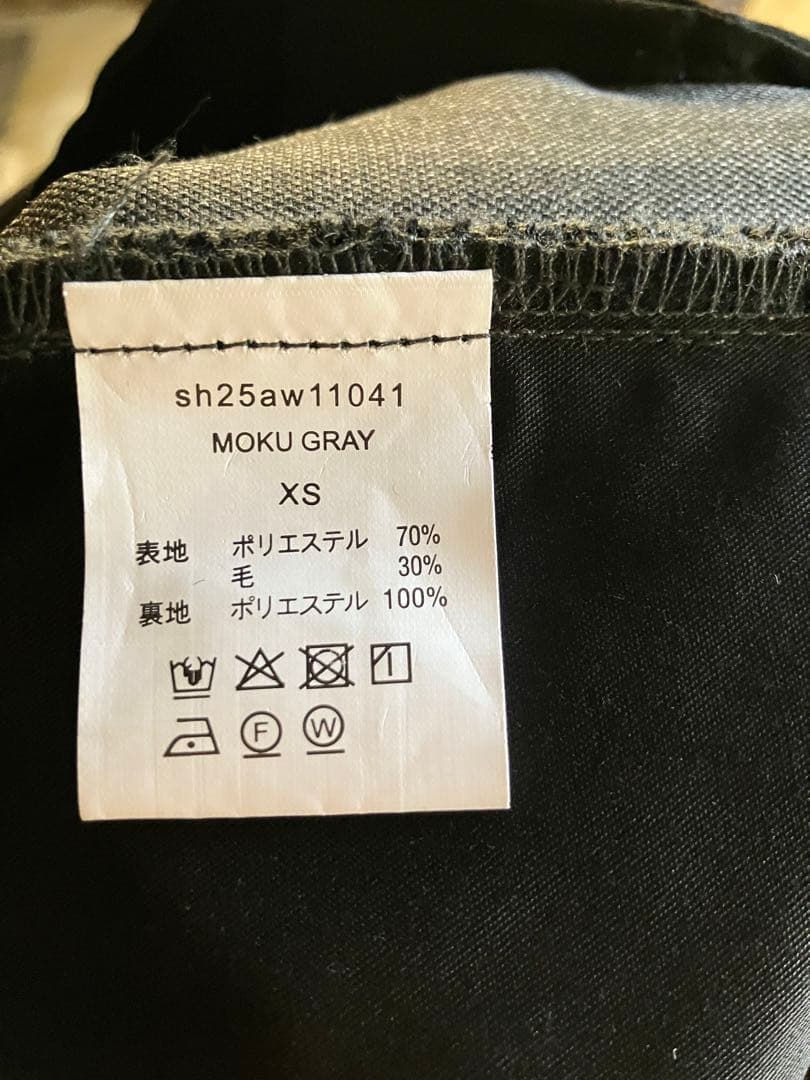 sh25aw11041
MOKU GRAY
XS
表地 ポリエステル 70%
毛 30%
裏地 ポリエステル 100%
F W